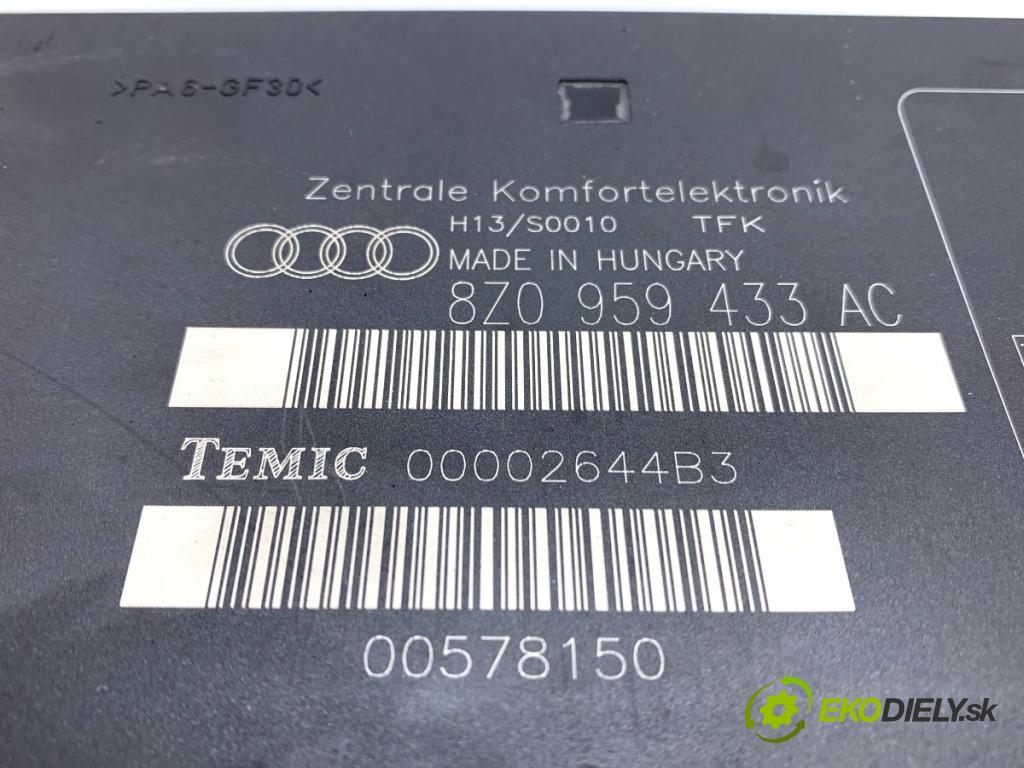 >PA6-GF30<
Zentrale Komfortelektronik
H13/S0010 TFK
MADE IN HUNGARY
8Z0 959 433 AC
TEMIC 00002644B3
00578150
EKODIELY.sk